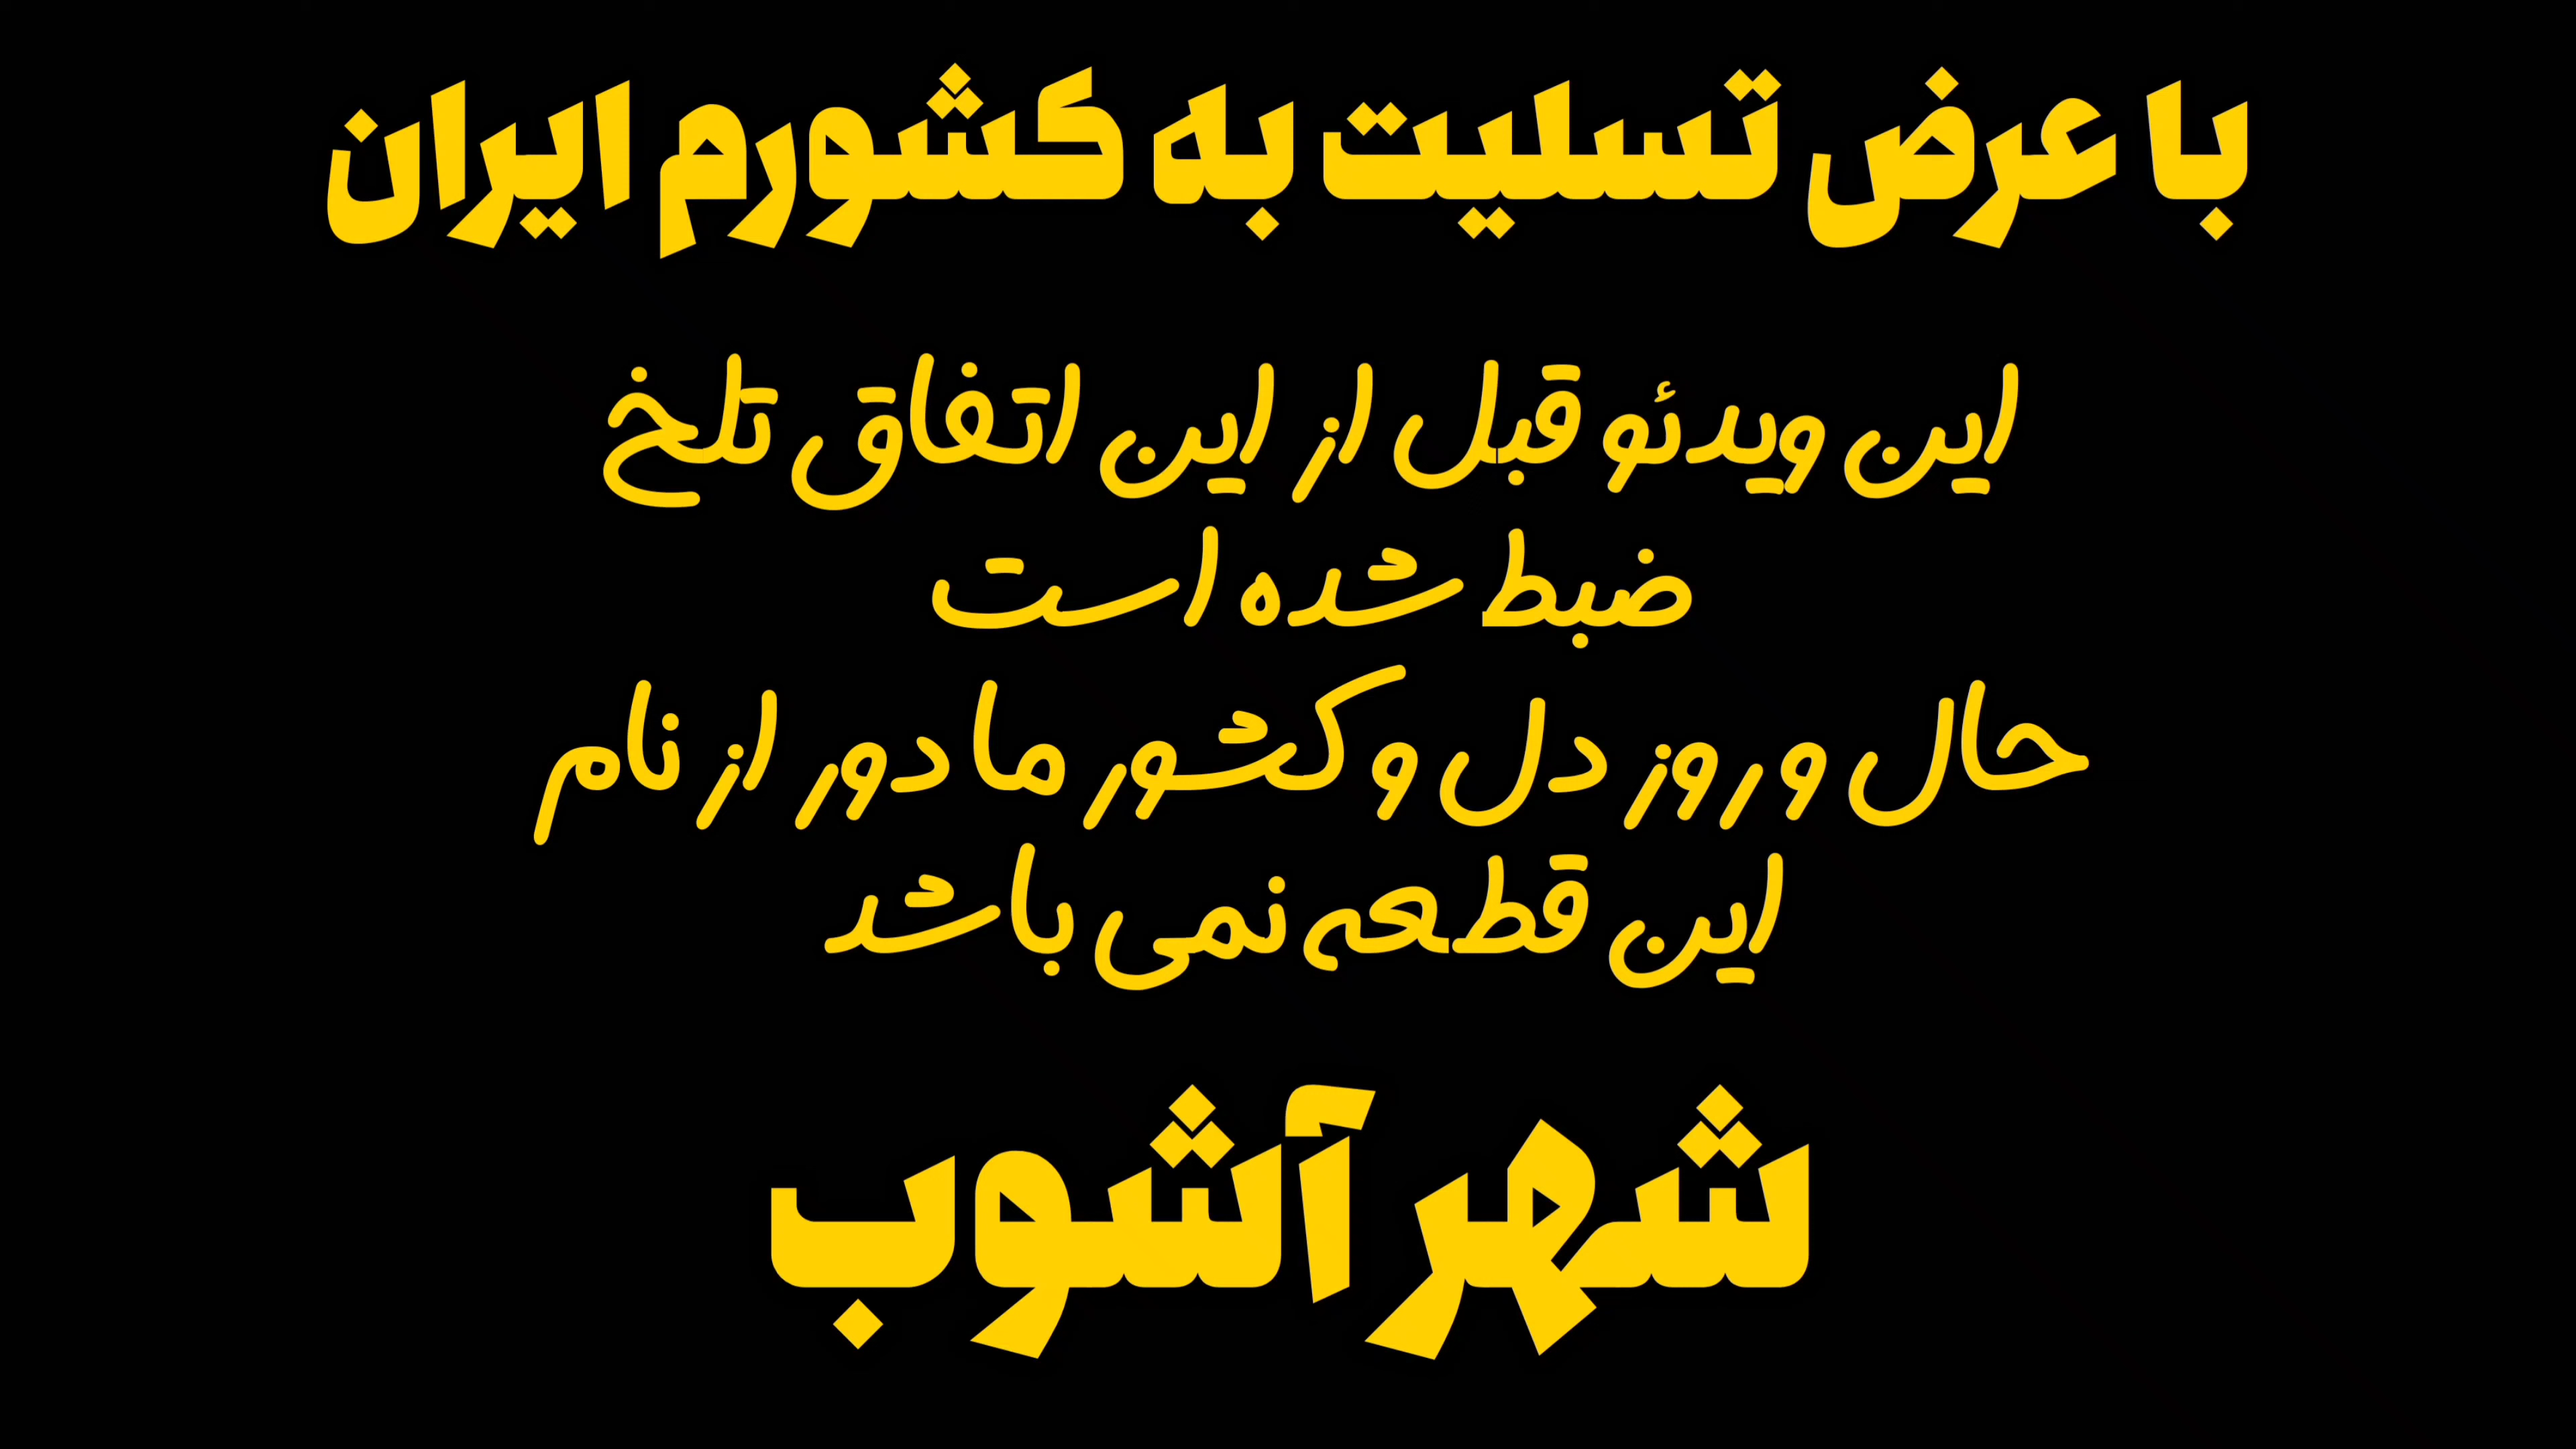 با عرض تسلیت به کشورم ایران
این ویدئو قبل از این اتفاق تلخ
ضبط شده است
حال و روز دل و کشور ما دور از نام
این قطعه نمی باشد
شهر آشوب